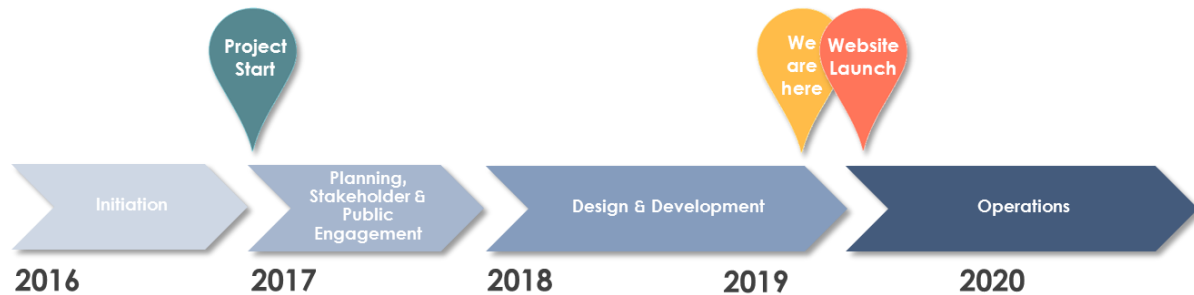 Project
Start
We
are
here
Website
Launch
Initiation
Planning,
Stakeholder &
Public
Engagement
Design & Development
Operations
2016
2017
2018
2019
2020